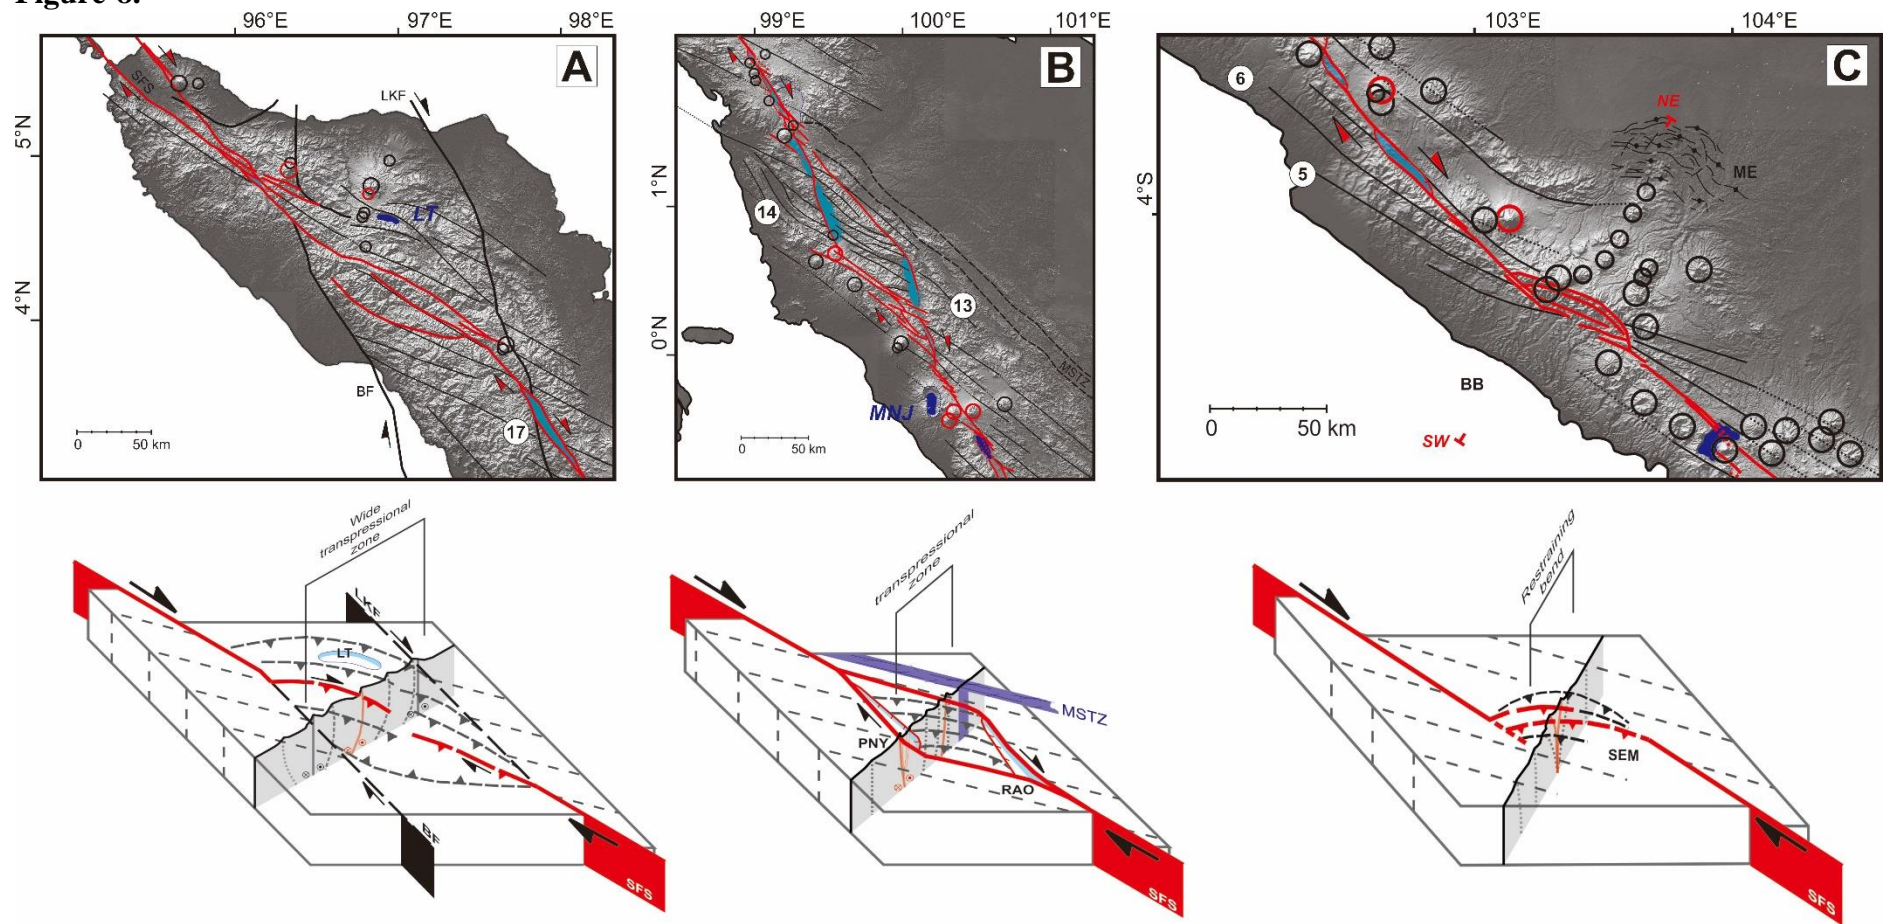 Figure 8.
96°E
97°E
98°E
99°E
100°E
101°E
103°E
104°E
5°N
4°N
1°N
0°N
4°S
A
SFS
LKF
LT
BF
17
0 50 km
B
14
13
MSTZ
MNJ
0 50 km
C
6
5
NE
ME
BB
SW
0 50 km
Wide
transpressional
zone
LKF
LT
BF
SFS
transpressional
zone
MSTZ
PNY
RAO
SFS
Restraining
bend
SEM
SFS